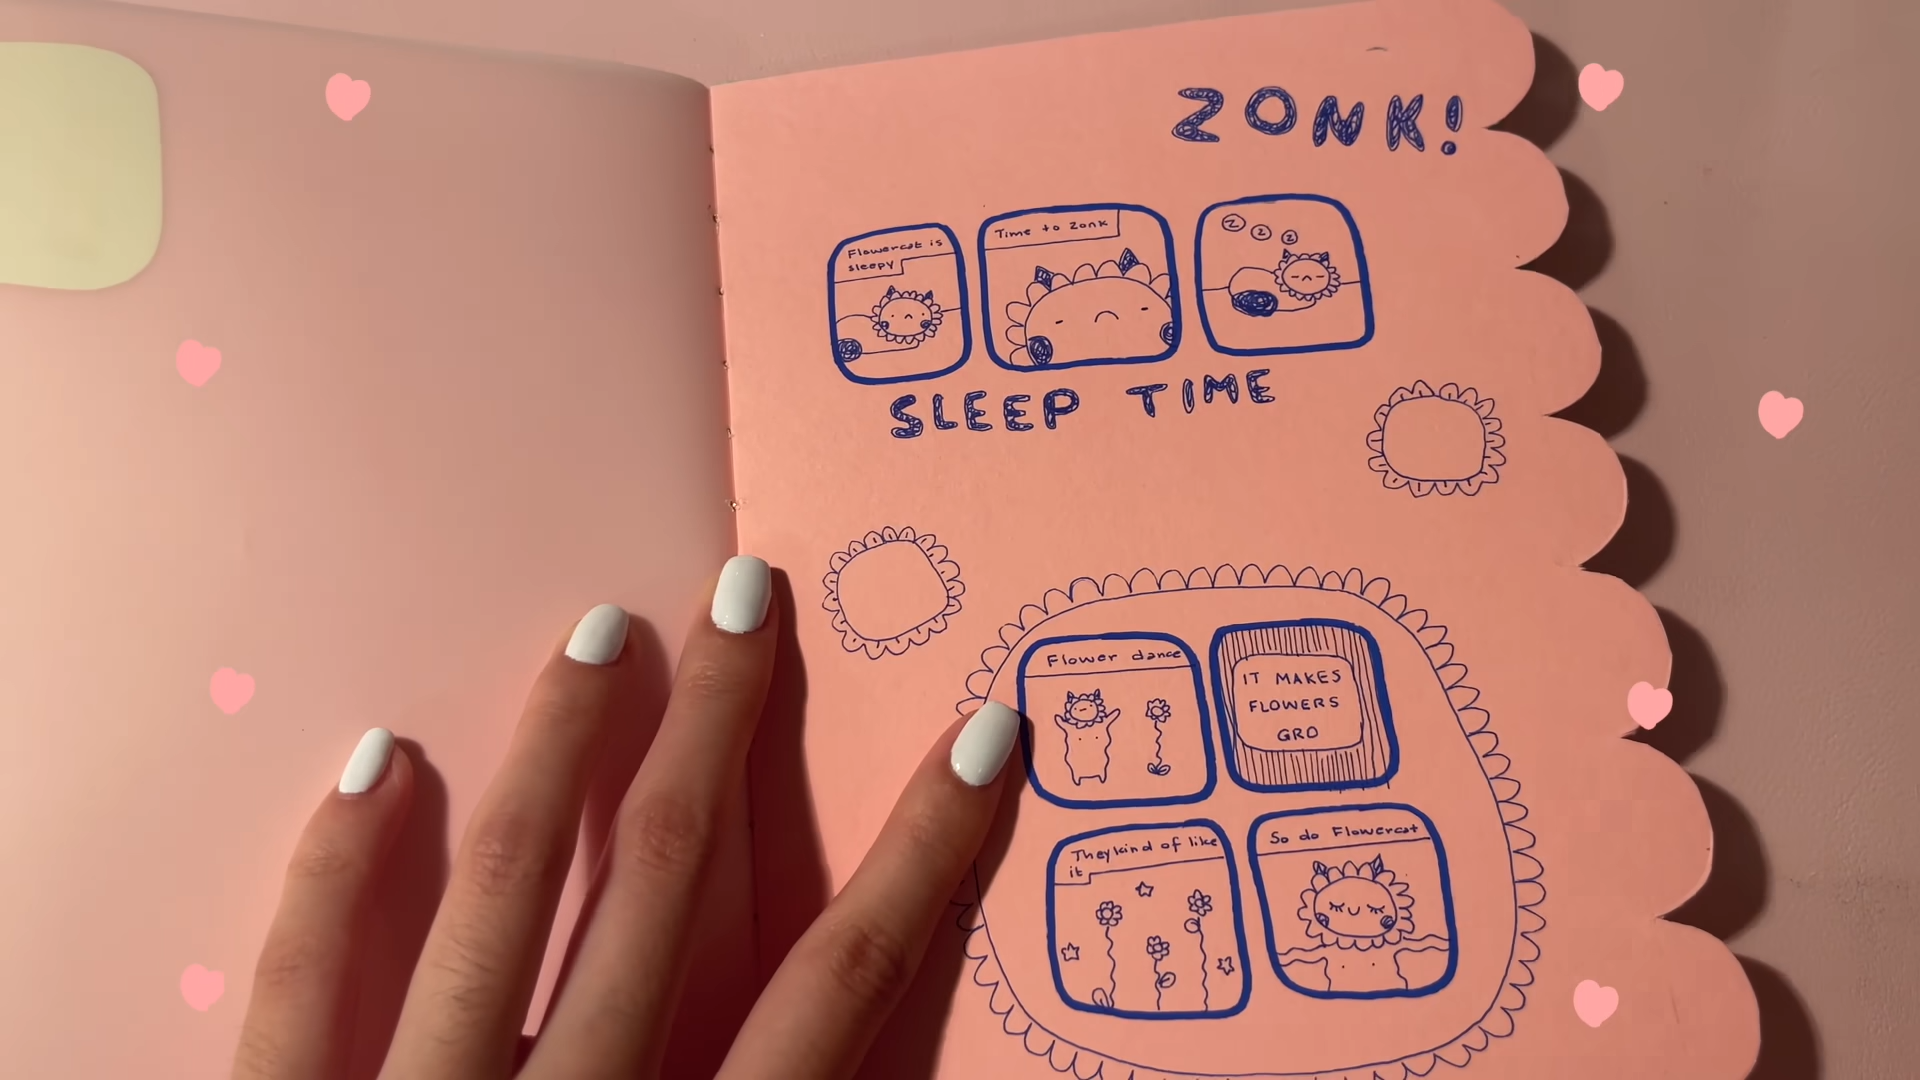 ZONK!
Flowercat is
sleepy
Time to Zonk
z z z
SLEEP TIME
Flower dance
IT MAKES
FLOWERS
GRO
They kind of like
it
So do Flowercat